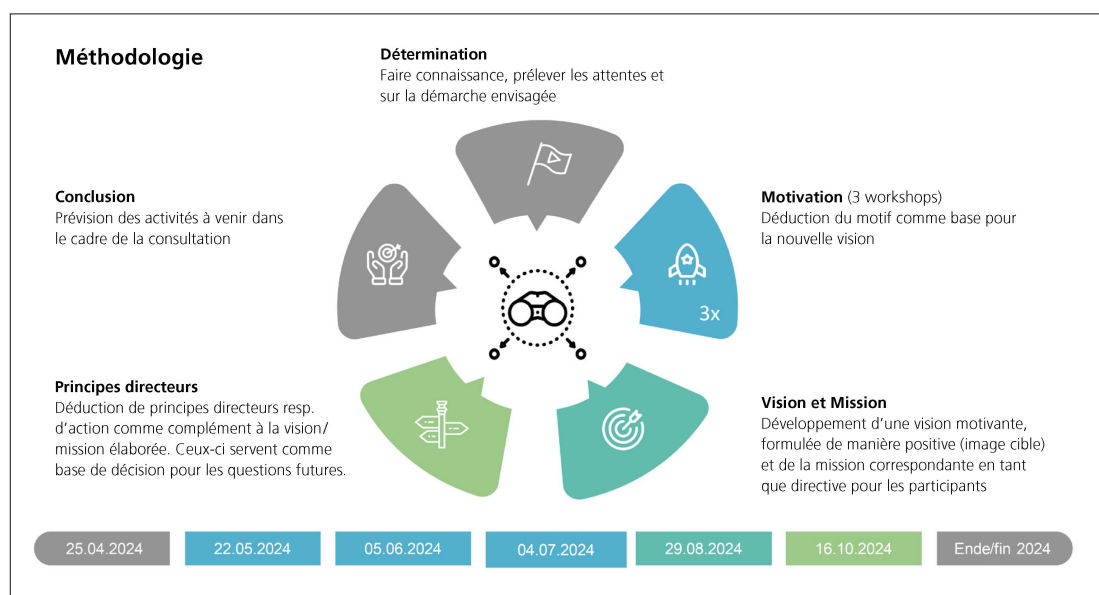 Méthodologie
Détermination
Faire connaissance, prélever les attentes et
sur la démarche envisagée
Motivation (3 workshops)
Déduction du motif comme base pour
la nouvelle vision
3x
Vision et Mission
Développement d’une vision motivante,
formulée de manière positive (image cible)
et de la mission correspondante en tant
que directive pour les participants
Principes directeurs
Déduction de principes directeurs resp.
d’action comme complément à la vision/
mission élaborée. Ceux-ci servent comme
base de décision pour les questions futures.
Conclusion
Prévision des activités à venir dans
le cadre de la consultation
25.04.2024
22.05.2024
05.06.2024
04.07.2024
29.08.2024
16.10.2024
Ende/fin 2024